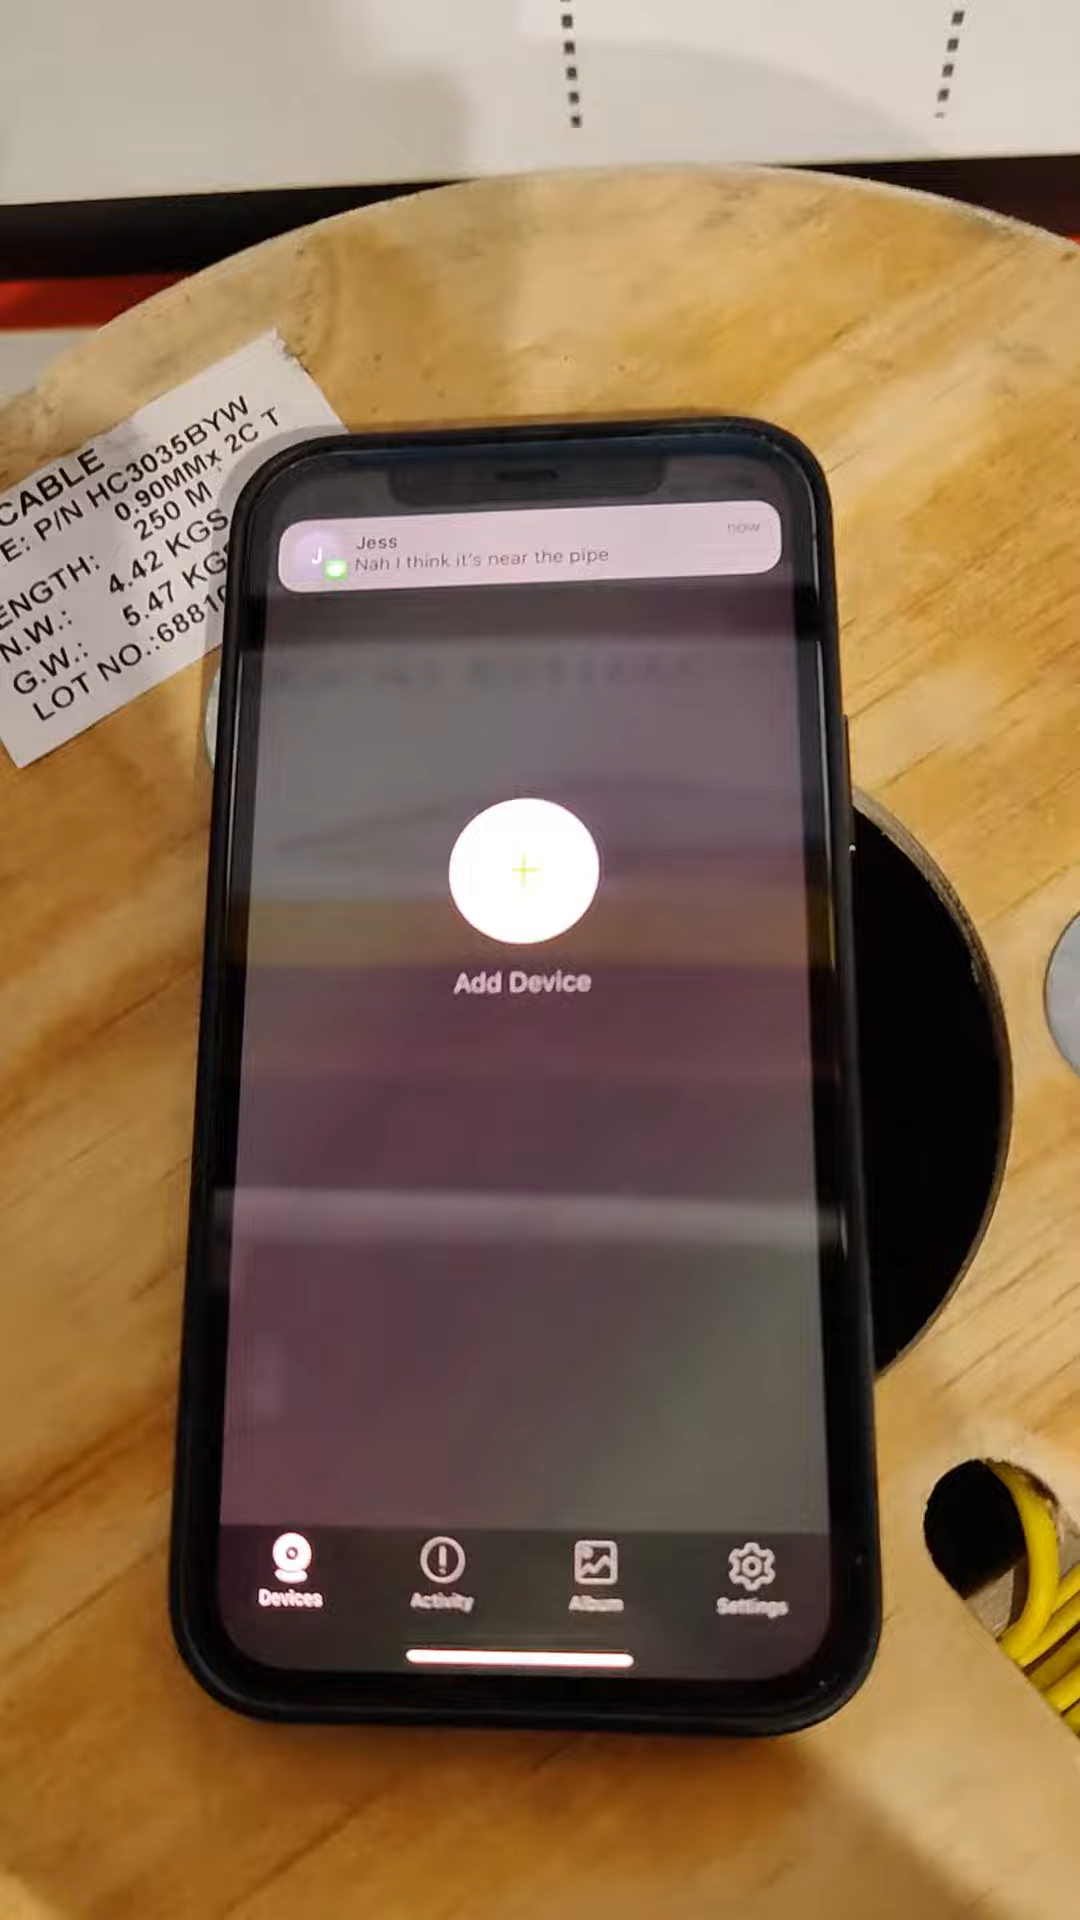 CABLE
E: P/N HC3035BYW
0.90MMx 2C T
ENGTH: 250 M
N.W.: 4.42 KGS
G.W.: 5.47 KGS
LOT NO.:68810
Jess
now
J
Nah I think it's near the pipe
+
Add Device
Devices
Activity
Album
Settings